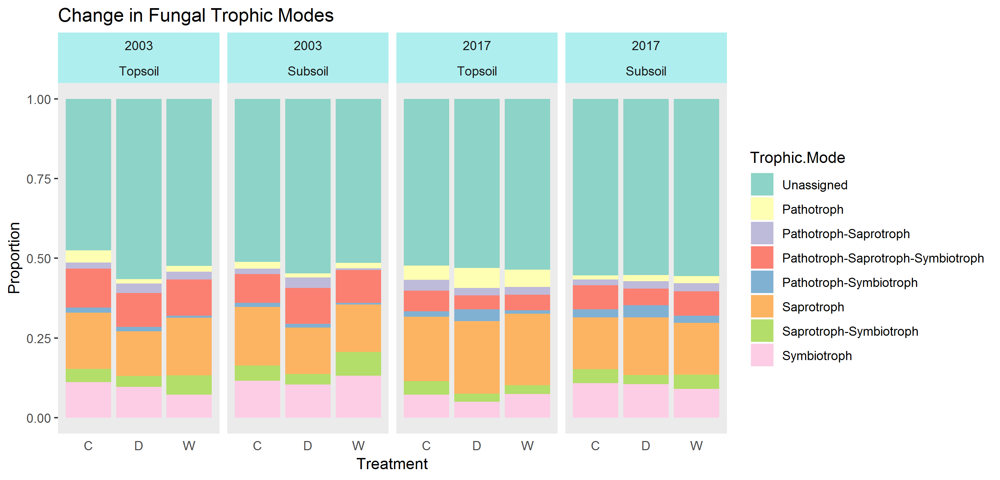 Change in Fungal Trophic Modes
2003
Topsoil
2003
Subsoil
2017
Topsoil
2017
Subsoil
Proportion
1.00
0.75
0.50
0.25
0.00
C D W
C D W
C D W
C D W
Treatment
Trophic.Mode
Unassigned
Pathotroph
Pathotroph-Saprotroph
Pathotroph-Saprotroph-Symbiotroph
Pathotroph-Symbiotroph
Saprotroph
Saprotroph-Symbiotroph
Symbiotroph